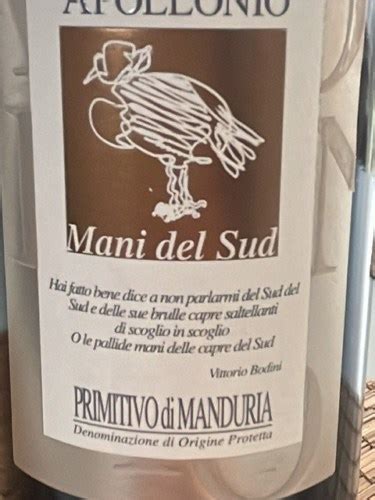 APOLLONIO
Mani del Sud
Hai fatto bene dice a non parlarmi del Sud del
Sud e delle sue brulle capre saltellanti
di scoglio in scoglio
O le pallide mani delle capre del Sud
Vittorio Bodini
PRIMITIVO di MANDURIA
Denominazione di Origine Protetta